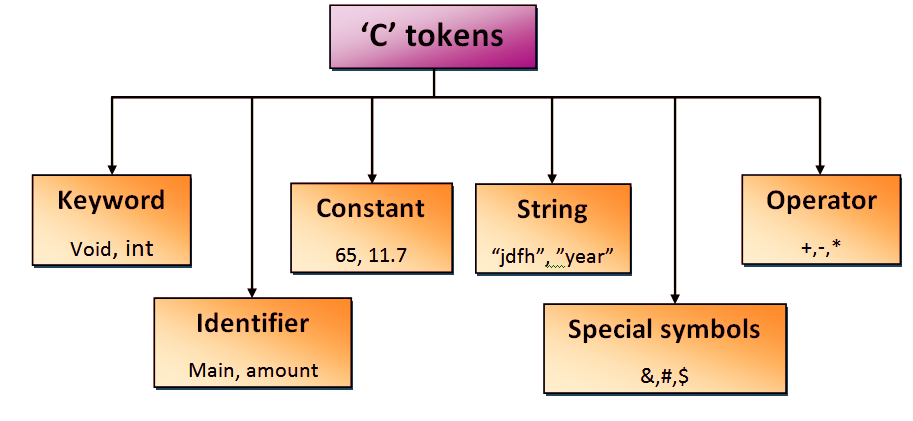 ‘C’ tokens
Keyword
Void, int
Identifier
Main, amount
Constant
65, 11.7
String
“jdfh”, ”year”
Special symbols
&,#,$
Operator
+,-,*